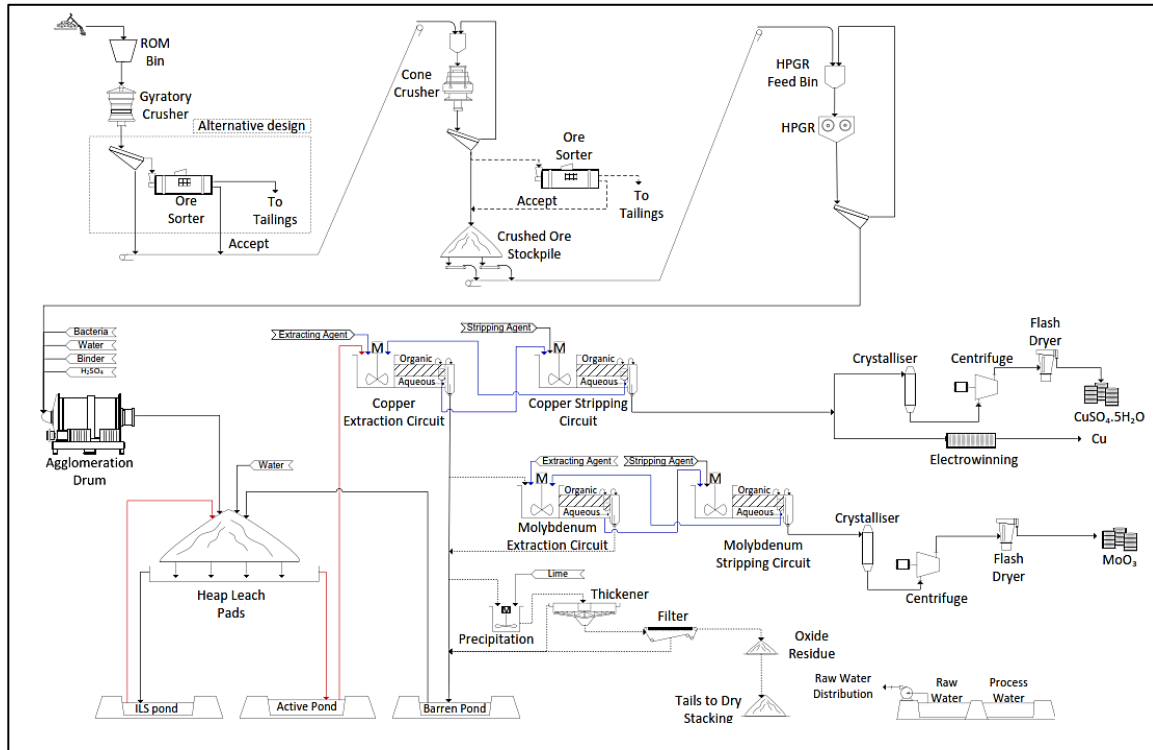 ROM
Bin
Gyratory
Crusher
Alternative design
Ore
Sorter
To
Tailings
Accept
Cone
Crusher
Ore
Sorter
To
Tailings
Accept
Crushed Ore
Stockpile
HPGR
Feed Bin
HPGR
Bacteria
Water
Binder
H₂SO₄
Agglomeration
Drum
Water
Heap Leach
Pads
ILS pond
Active Pond
Barren Pond
Extracting Agent
M
Organic
Aqueous
Copper
Extraction Circuit
Stripping Agent
M
Organic
Aqueous
Copper Stripping
Circuit
Crystalliser
Centrifuge
Flash
Dryer
CuSO₄.5H₂O
Cu
Electrowinning
Extracting Agent
M
Organic
Aqueous
Molybdenum
Extraction Circuit
Stripping Agent
M
Organic
Aqueous
Molybdenum
Stripping Circuit
Crystalliser
Centrifuge
Flash
Dryer
MoO₃
Lime
Precipitation
Thickener
Filter
Oxide
Residue
Tails to Dry
Stacking
Raw Water
Distribution
Raw
Water
Process
Water